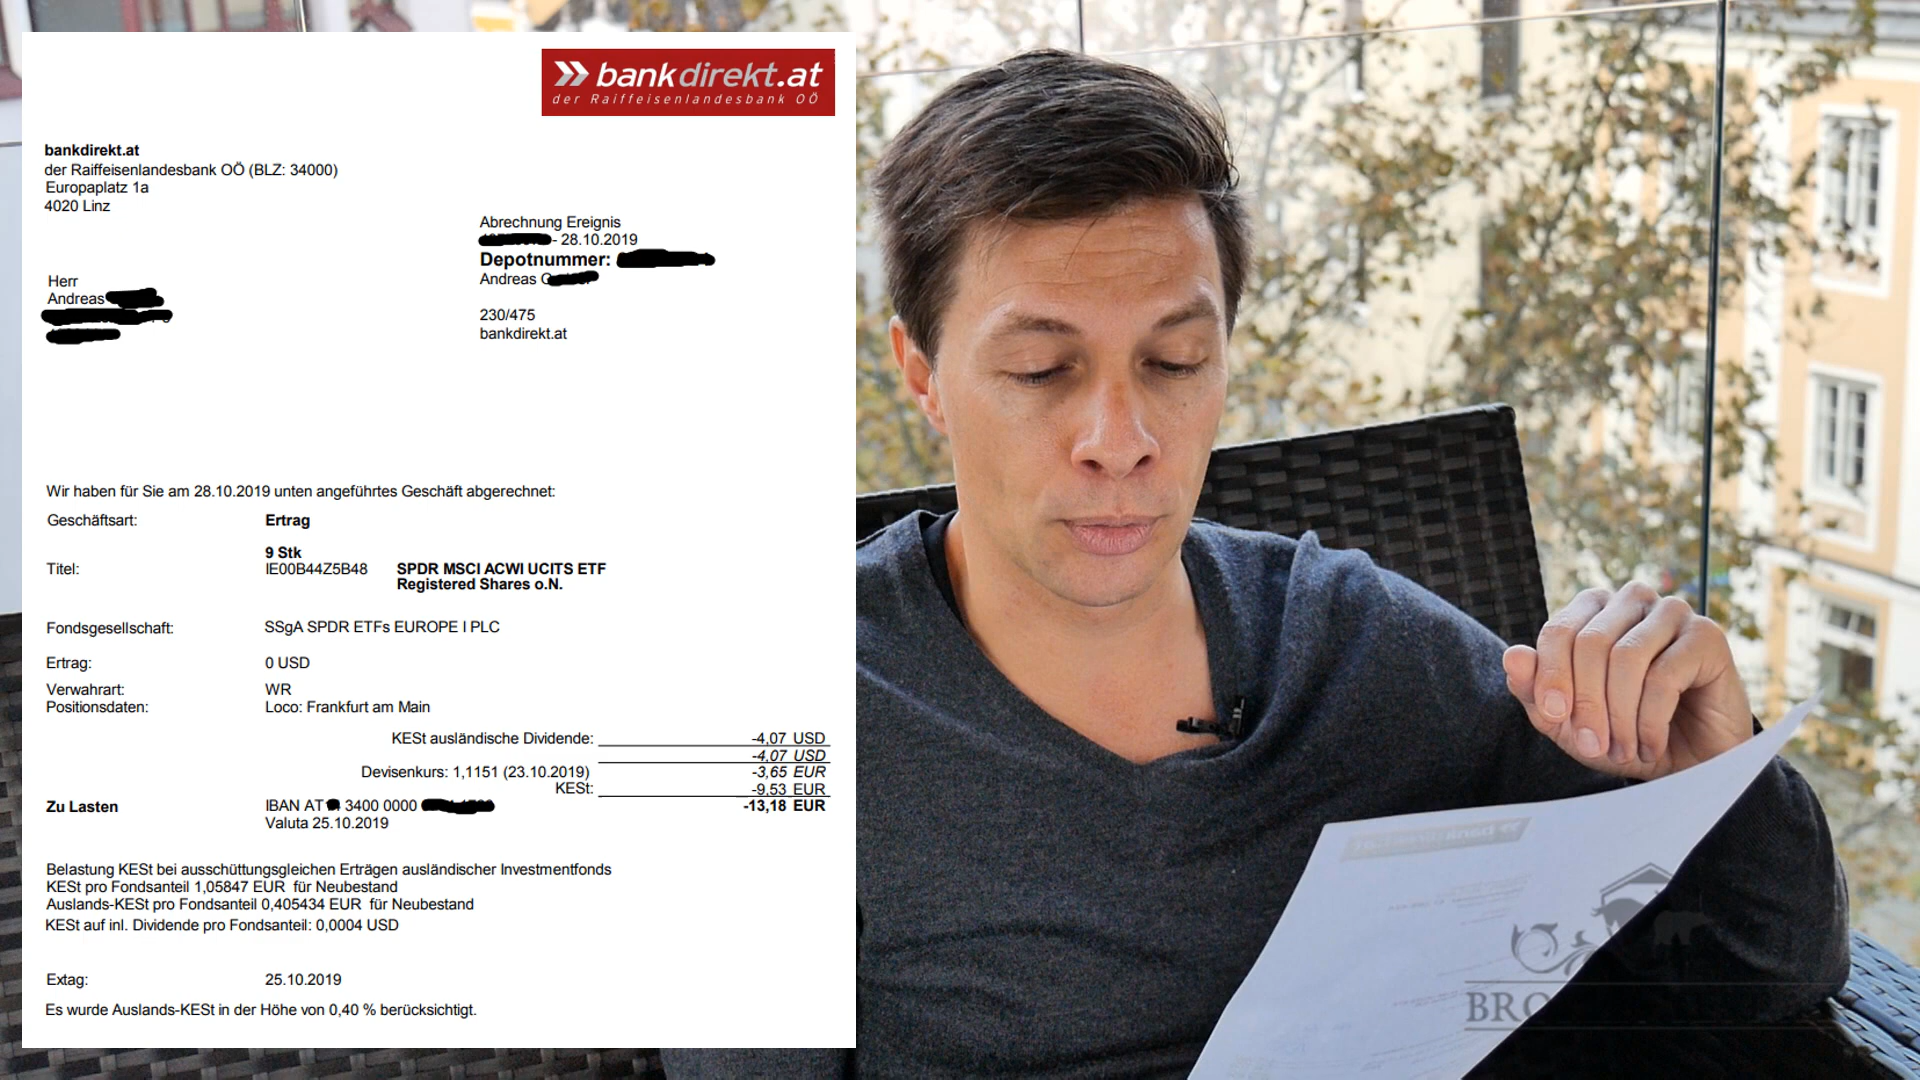 bankdirekt.at
der Raiffeisenlandesbank OÖ
bankdirekt.at
der Raiffeisenlandesbank OÖ (BLZ: 34000)
Europaplatz 1a
4020 Linz
Abrechnung Ereignis
- 28.10.2019
Depotnummer:
Andreas
230/475
bankdirekt.at
Herr
Andreas
Wir haben für Sie am 28.10.2019 unten angeführtes Geschäft abgerechnet:
Geschäftsart: Ertrag
9 Stk
Titel: IE00B44Z5B48 SPDR MSCI ACWI UCITS ETF
Registered Shares o.N.
Fondsgesellschaft: SSgA SPDR ETFs EUROPE I PLC
Ertrag: 0 USD
Verwahrart: WR
Positionsdaten: Loco: Frankfurt am Main
KESt ausländische Dividende: -4,07 USD
-4,07 USD
Devisenkurs: 1,1151 (23.10.2019) -3,65 EUR
KESt: -9,53 EUR
Zu Lasten IBAN AT 3400 0000 -13,18 EUR
Valuta 25.10.2019
Belastung KESt bei ausschüttungsgleichen Erträgen ausländischer Investmentfonds
KESt pro Fondsanteil 1,05847 EUR für Neubestand
Auslands-KESt pro Fondsanteil 0,405434 EUR für Neubestand
KESt auf inl. Dividende pro Fondsanteil: 0,0004 USD
Extag: 25.10.2019
Es wurde Auslands-KESt in der Höhe von 0,40 % berücksichtigt.